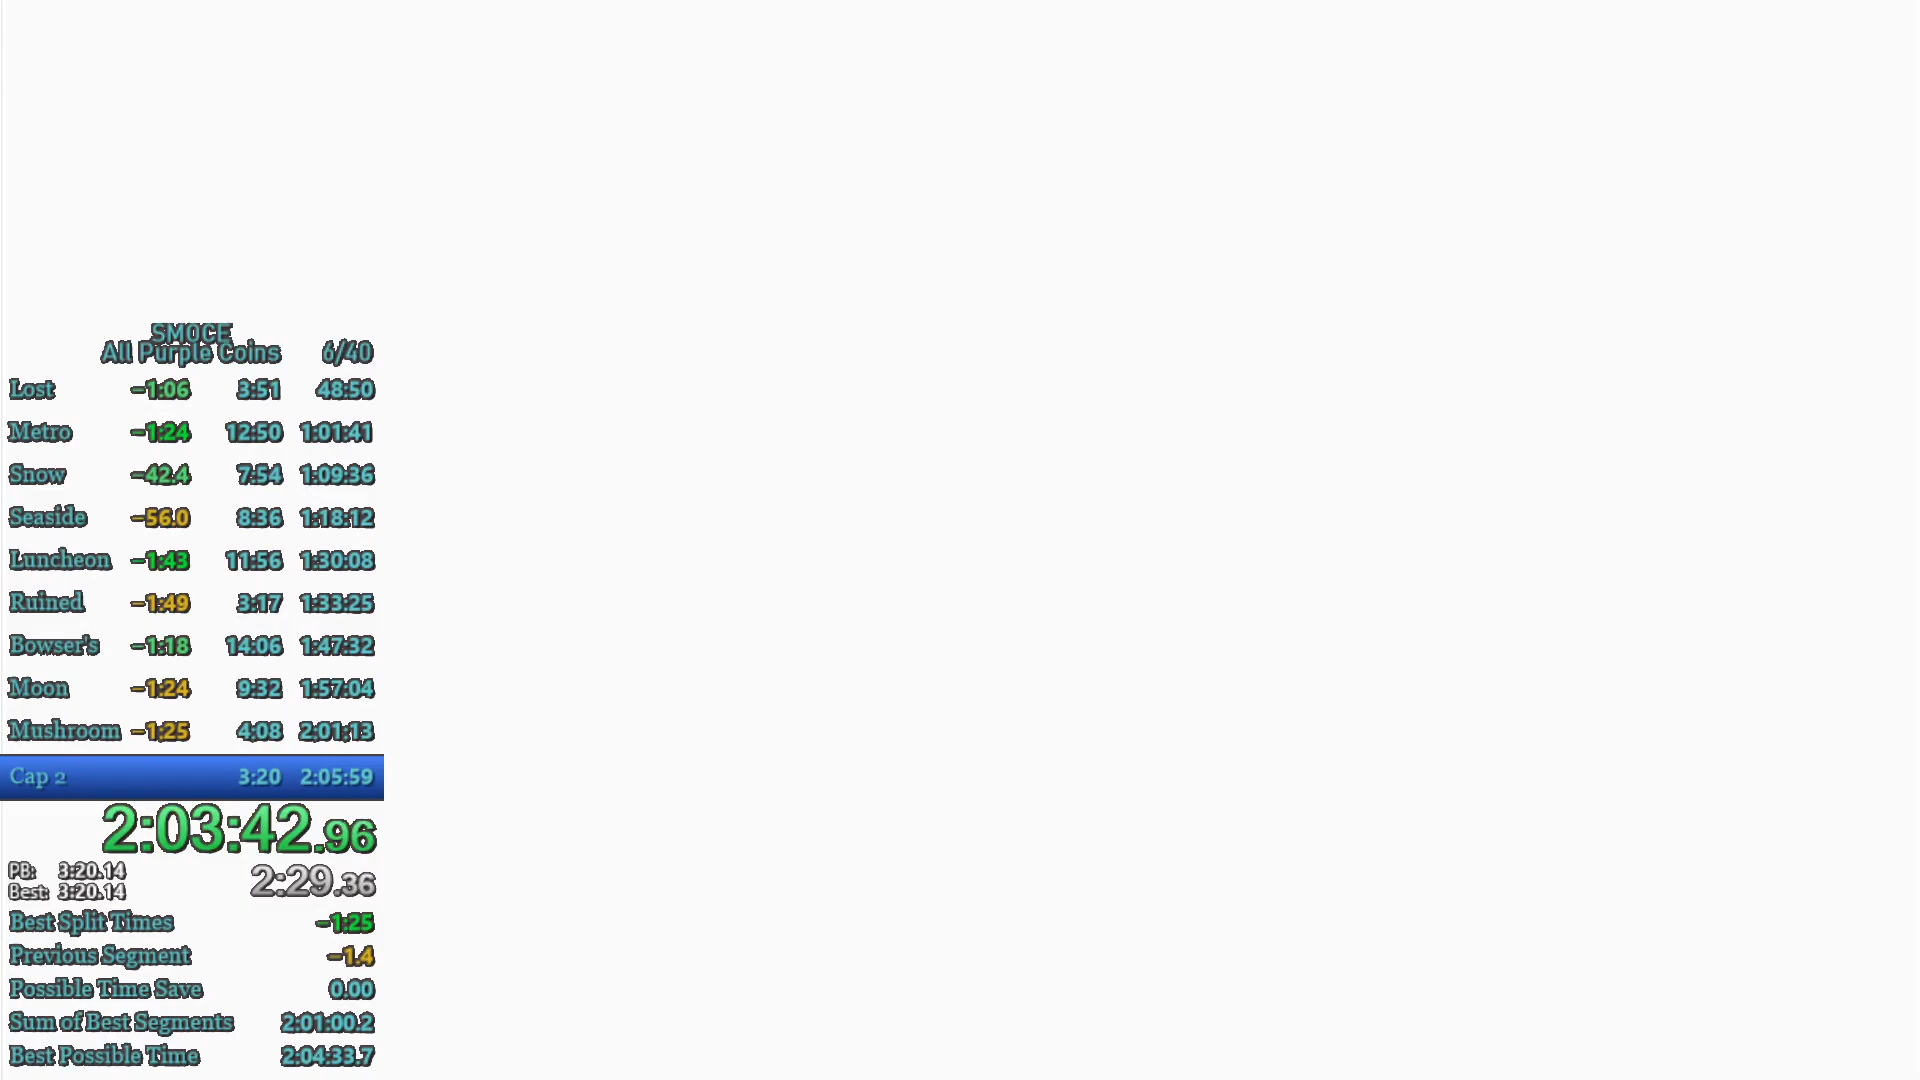 SMOCE
All Purple Coins 6/40
Lost -1:06 3:51 48:50
Metro -1:24 12:50 1:01:41
Snow -42.4 7:54 1:09:36
Seaside -56.0 8:36 1:18:12
Luncheon -1:43 11:56 1:30:08
Ruined -1:49 3:17 1:33:25
Bowser's -1:18 14:06 1:47:32
Moon -1:24 9:32 1:57:04
Mushroom -1:25 4:08 2:01:13
Cap 2 3:20 2:05:59
2:03:42.96
PB: 3:20.14 2:29.36
Best: 3:20.14
Best Split Times -1:25
Previous Segment -1.4
Possible Time Save 0.00
Sum of Best Segments 2:01:00.2
Best Possible Time 2:04:33.7